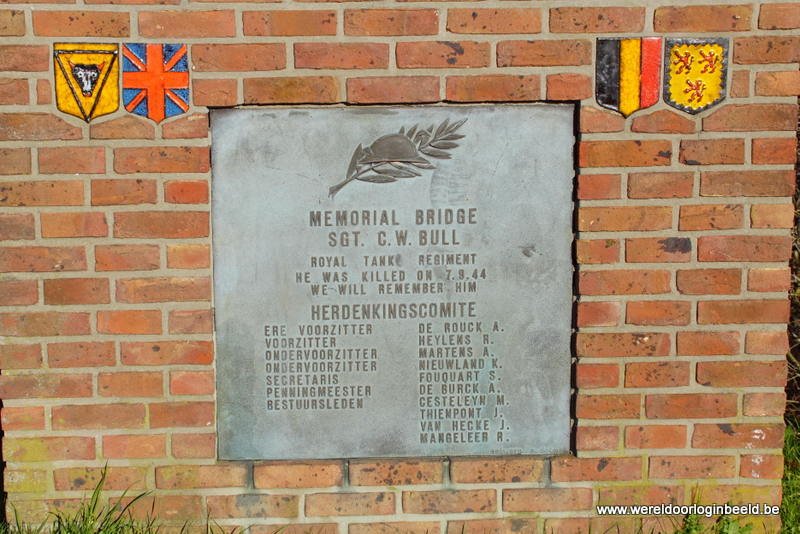 MEMORIAL BRIDGE
SGT. C.W. BULL
ROYAL TANK REGIMENT
HE WAS KILLED ON 7.9.44
WE WILL REMEMBER HIM
HERDENKINGSCOMITE
ERE VOORZITTER DE ROUCK A.
VOORZITTER HEYLENS R.
ONDERVOORZITTER MARTENS A.
ONDERVOORZITTER NIEUWLAND K.
SECRETARIS FOUQUART S.
PENNINGMEESTER DE BURCK A.
BESTUURSLEDEN CESTELEYN M.
THIENPONT J.
VAN HECKE J.
MANGELEER R.
www.wereldoorloginbeeld.be